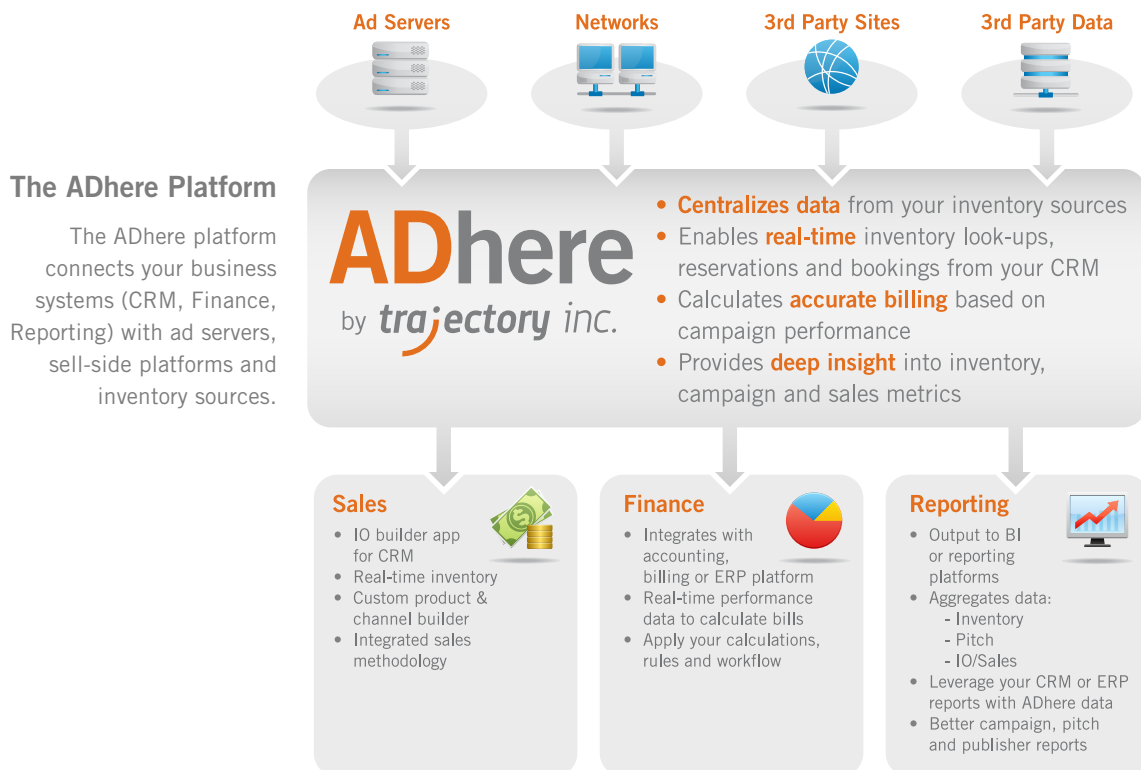 Ad Servers
Networks
3rd Party Sites
3rd Party Data
The ADhere Platform
The ADhere platform
connects your business
systems (CRM, Finance,
Reporting) with ad servers,
sell-side platforms and
inventory sources.
ADhere
by trajectory inc.
• Centralizes data from your inventory sources
• Enables real-time inventory look-ups,
reservations and bookings from your CRM
• Calculates accurate billing based on
campaign performance
• Provides deep insight into inventory,
campaign and sales metrics
Sales
• IO builder app
for CRM
• Real-time inventory
• Custom product &
channel builder
• Integrated sales
methodology
Finance
• Integrates with
accounting,
billing or ERP platform
• Real-time performance
data to calculate bills
• Apply your calculations,
rules and workflow
Reporting
• Output to BI
or reporting
platforms
• Aggregates data:
- Inventory
- Pitch
- IO/Sales
• Leverage your CRM or ERP
reports with ADhere data
• Better campaign, pitch
and publisher reports